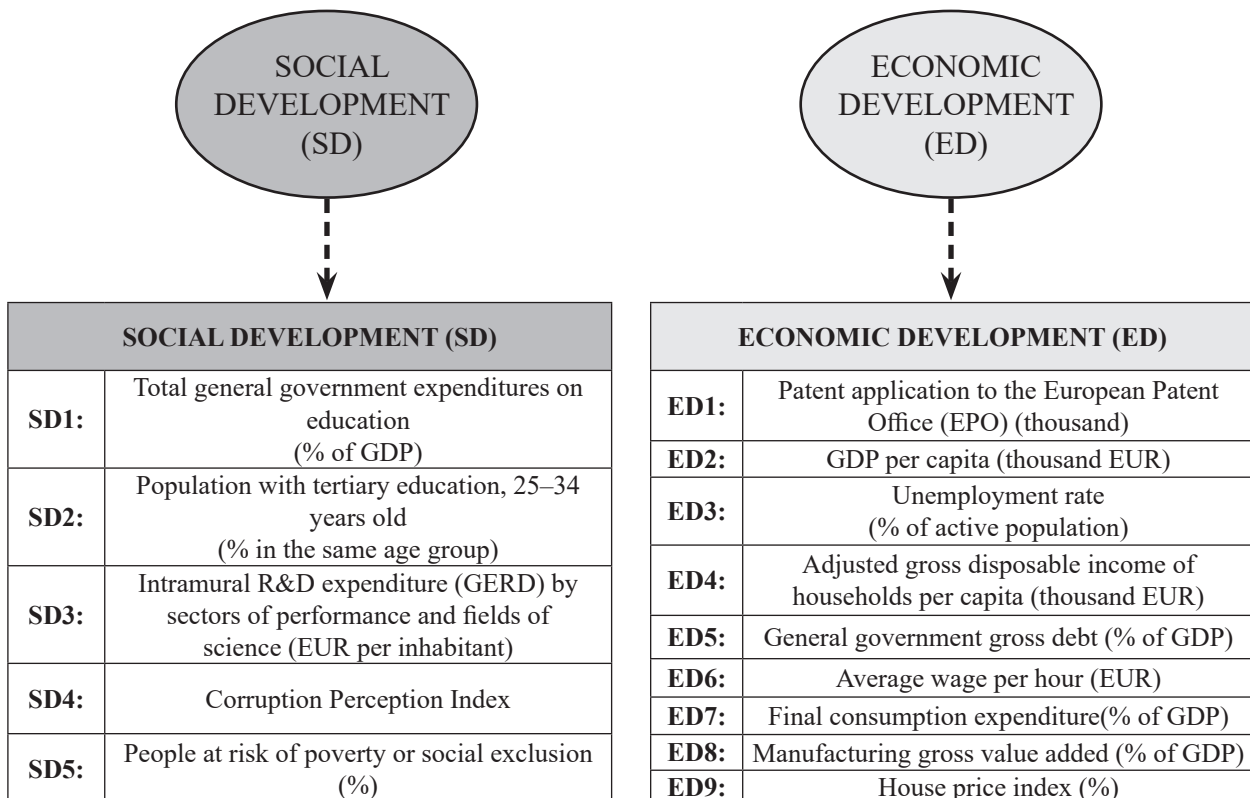 SOCIAL
DEVELOPMENT
(SD)
ECONOMIC
DEVELOPMENT
(ED)
SOCIAL DEVELOPMENT (SD)
SD1:
Total general government expenditures on
education
(% of GDP)
SD2:
Population with tertiary education, 25–34
years old
(% in the same age group)
SD3:
Intramural R&D expenditure (GERD) by
sectors of performance and fields of
science (EUR per inhabitant)
SD4:
Corruption Perception Index
SD5:
People at risk of poverty or social exclusion
(%)
ECONOMIC DEVELOPMENT (ED)
ED1:
Patent application to the European Patent
Office (EPO) (thousand)
ED2:
GDP per capita (thousand EUR)
ED3:
Unemployment rate
(% of active population)
ED4:
Adjusted gross disposable income of
households per capita (thousand EUR)
ED5:
General government gross debt (% of GDP)
ED6:
Average wage per hour (EUR)
ED7:
Final consumption expenditure(% of GDP)
ED8:
Manufacturing gross value added (% of GDP)
ED9:
House price index (%)